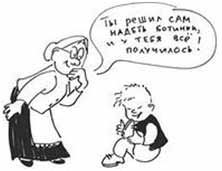 ТЫ РЕШИЛ САМ
НАДЕТЬ БОТИНКИ,
И У ТЕБЯ ВСЁ
ПОЛУЧИЛОСЬ!